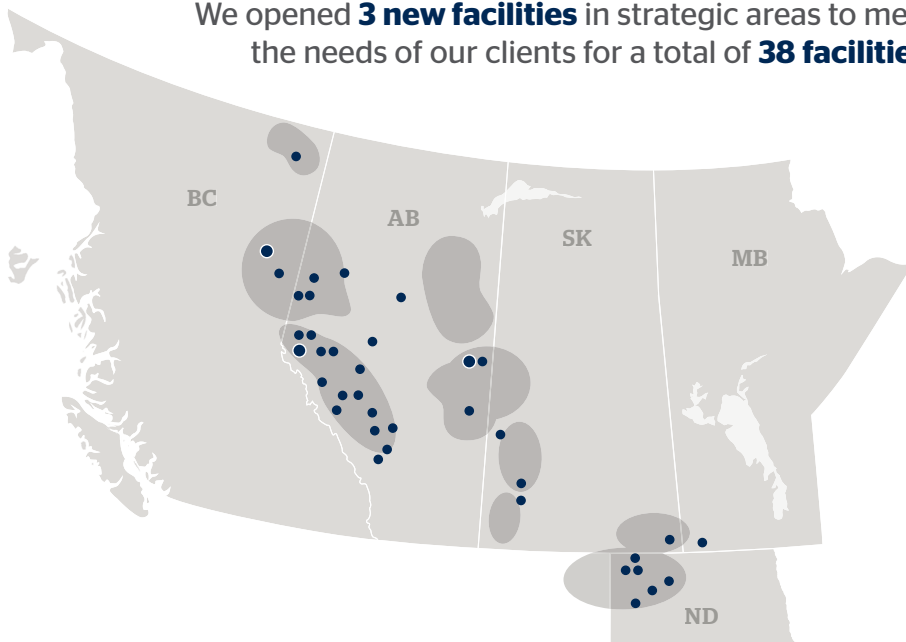 We opened 3 new facilities in strategic areas to me
the needs of our clients for a total of 38 facilitie
BC
AB
SK
MB
ND